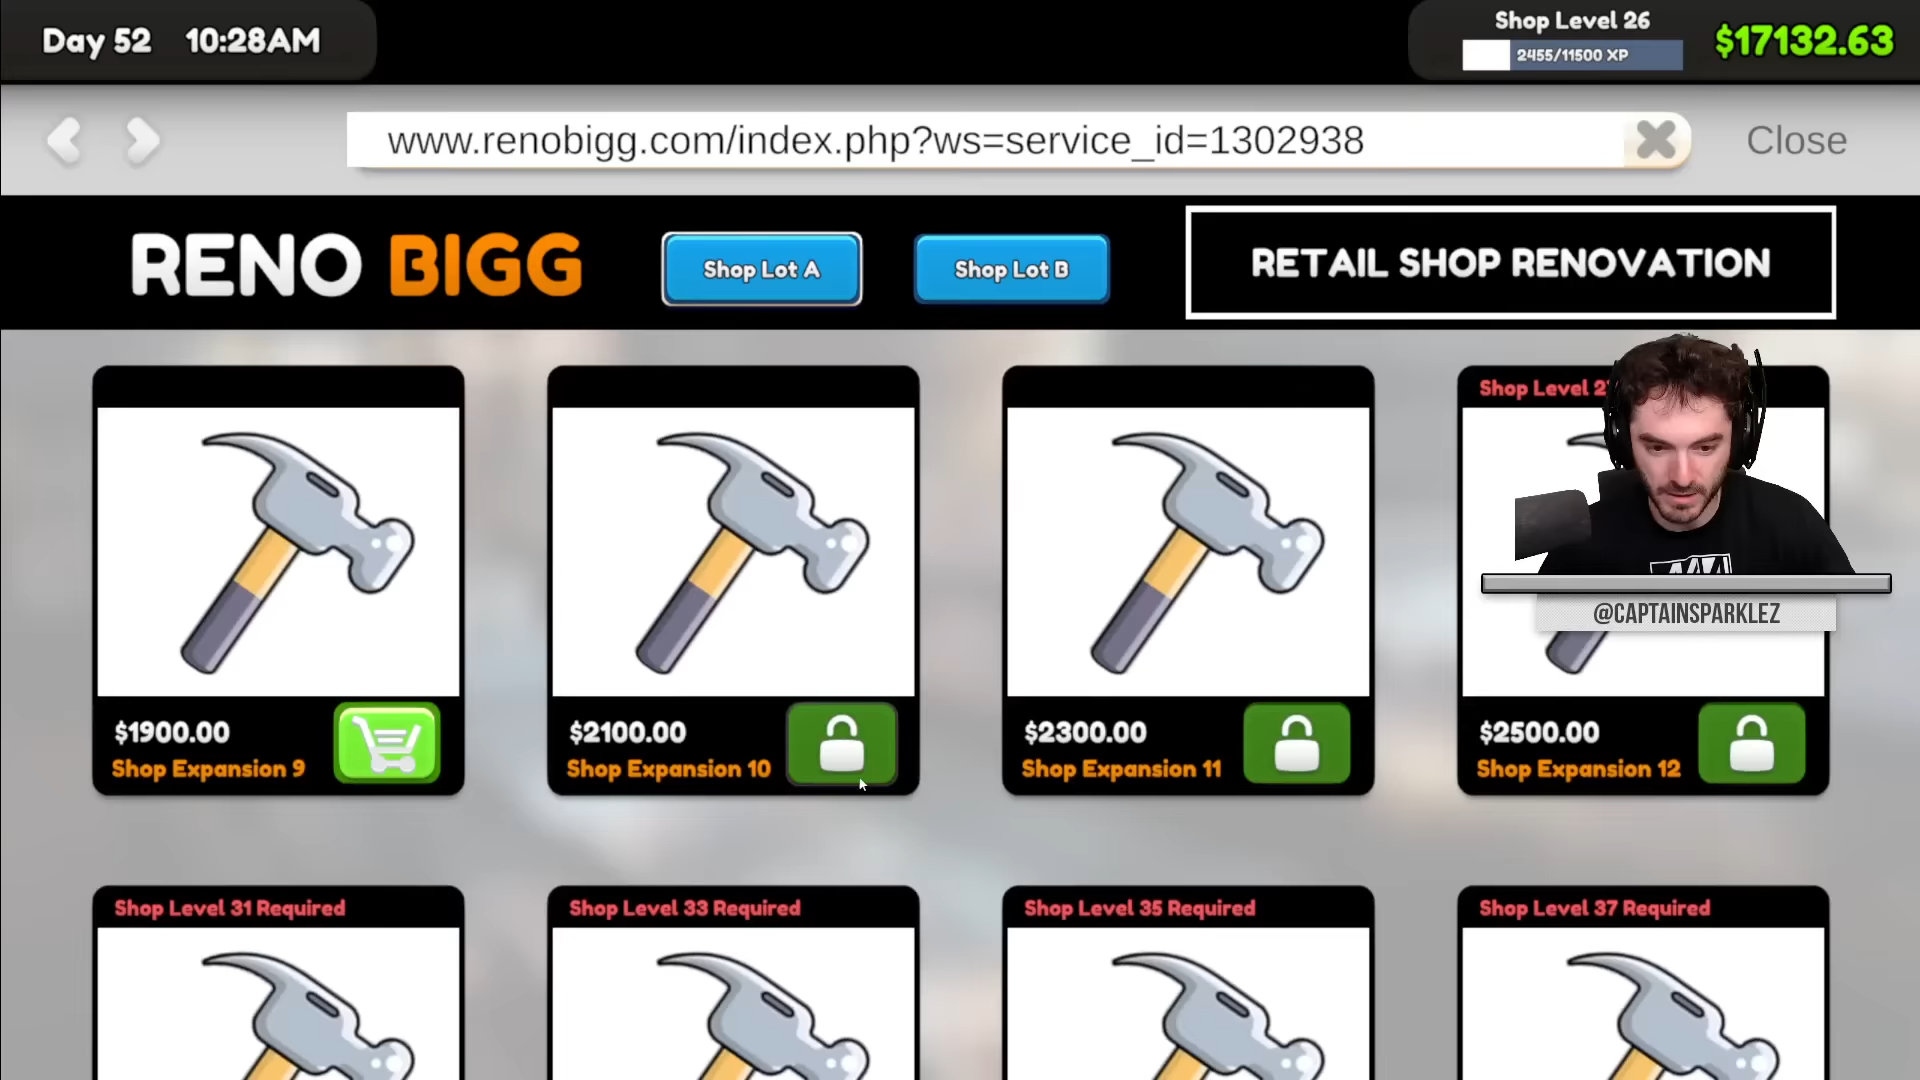 Day 52 10:28AM
Shop Level 26
2455/11500 XP
$17132.63
www.renobigg.com/index.php?ws=service_id=1302938
Close
RENO BIGG
Shop Lot A
Shop Lot B
RETAIL SHOP RENOVATION
Shop Level
@CAPTAINSPARKLEZ
$1900.00
Shop Expansion 9
$2100.00
Shop Expansion 10
$2300.00
Shop Expansion 11
$2500.00
Shop Expansion 12
Shop Level 31 Required
Shop Level 33 Required
Shop Level 35 Required
Shop Level 37 Required